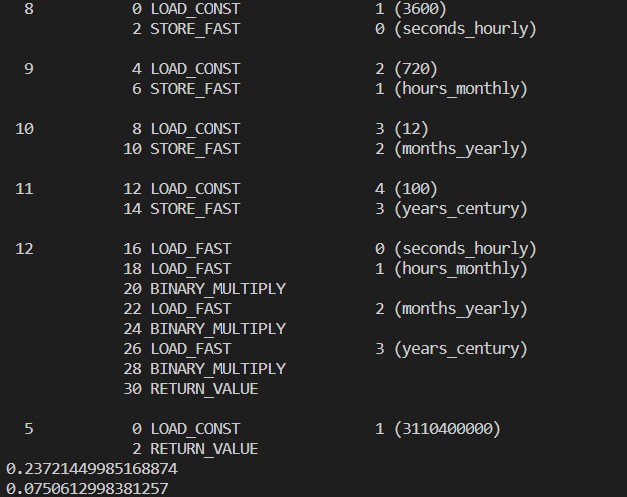 8 0 LOAD_CONST 1 (3600)
2 STORE_FAST 0 (seconds_hourly)
9 4 LOAD_CONST 2 (720)
6 STORE_FAST 1 (hours_monthly)
10 8 LOAD_CONST 3 (12)
10 STORE_FAST 2 (months_yearly)
11 12 LOAD_CONST 4 (100)
14 STORE_FAST 3 (years_century)
12 16 LOAD_FAST 0 (seconds_hourly)
18 LOAD_FAST 1 (hours_monthly)
20 BINARY_MULTIPLY
22 LOAD_FAST 2 (months_yearly)
24 BINARY_MULTIPLY
26 LOAD_FAST 3 (years_century)
28 BINARY_MULTIPLY
30 RETURN_VALUE
5 0 LOAD_CONST 1 (3110400000)
2 RETURN_VALUE
0.23721449985168874
0.0750612998381257